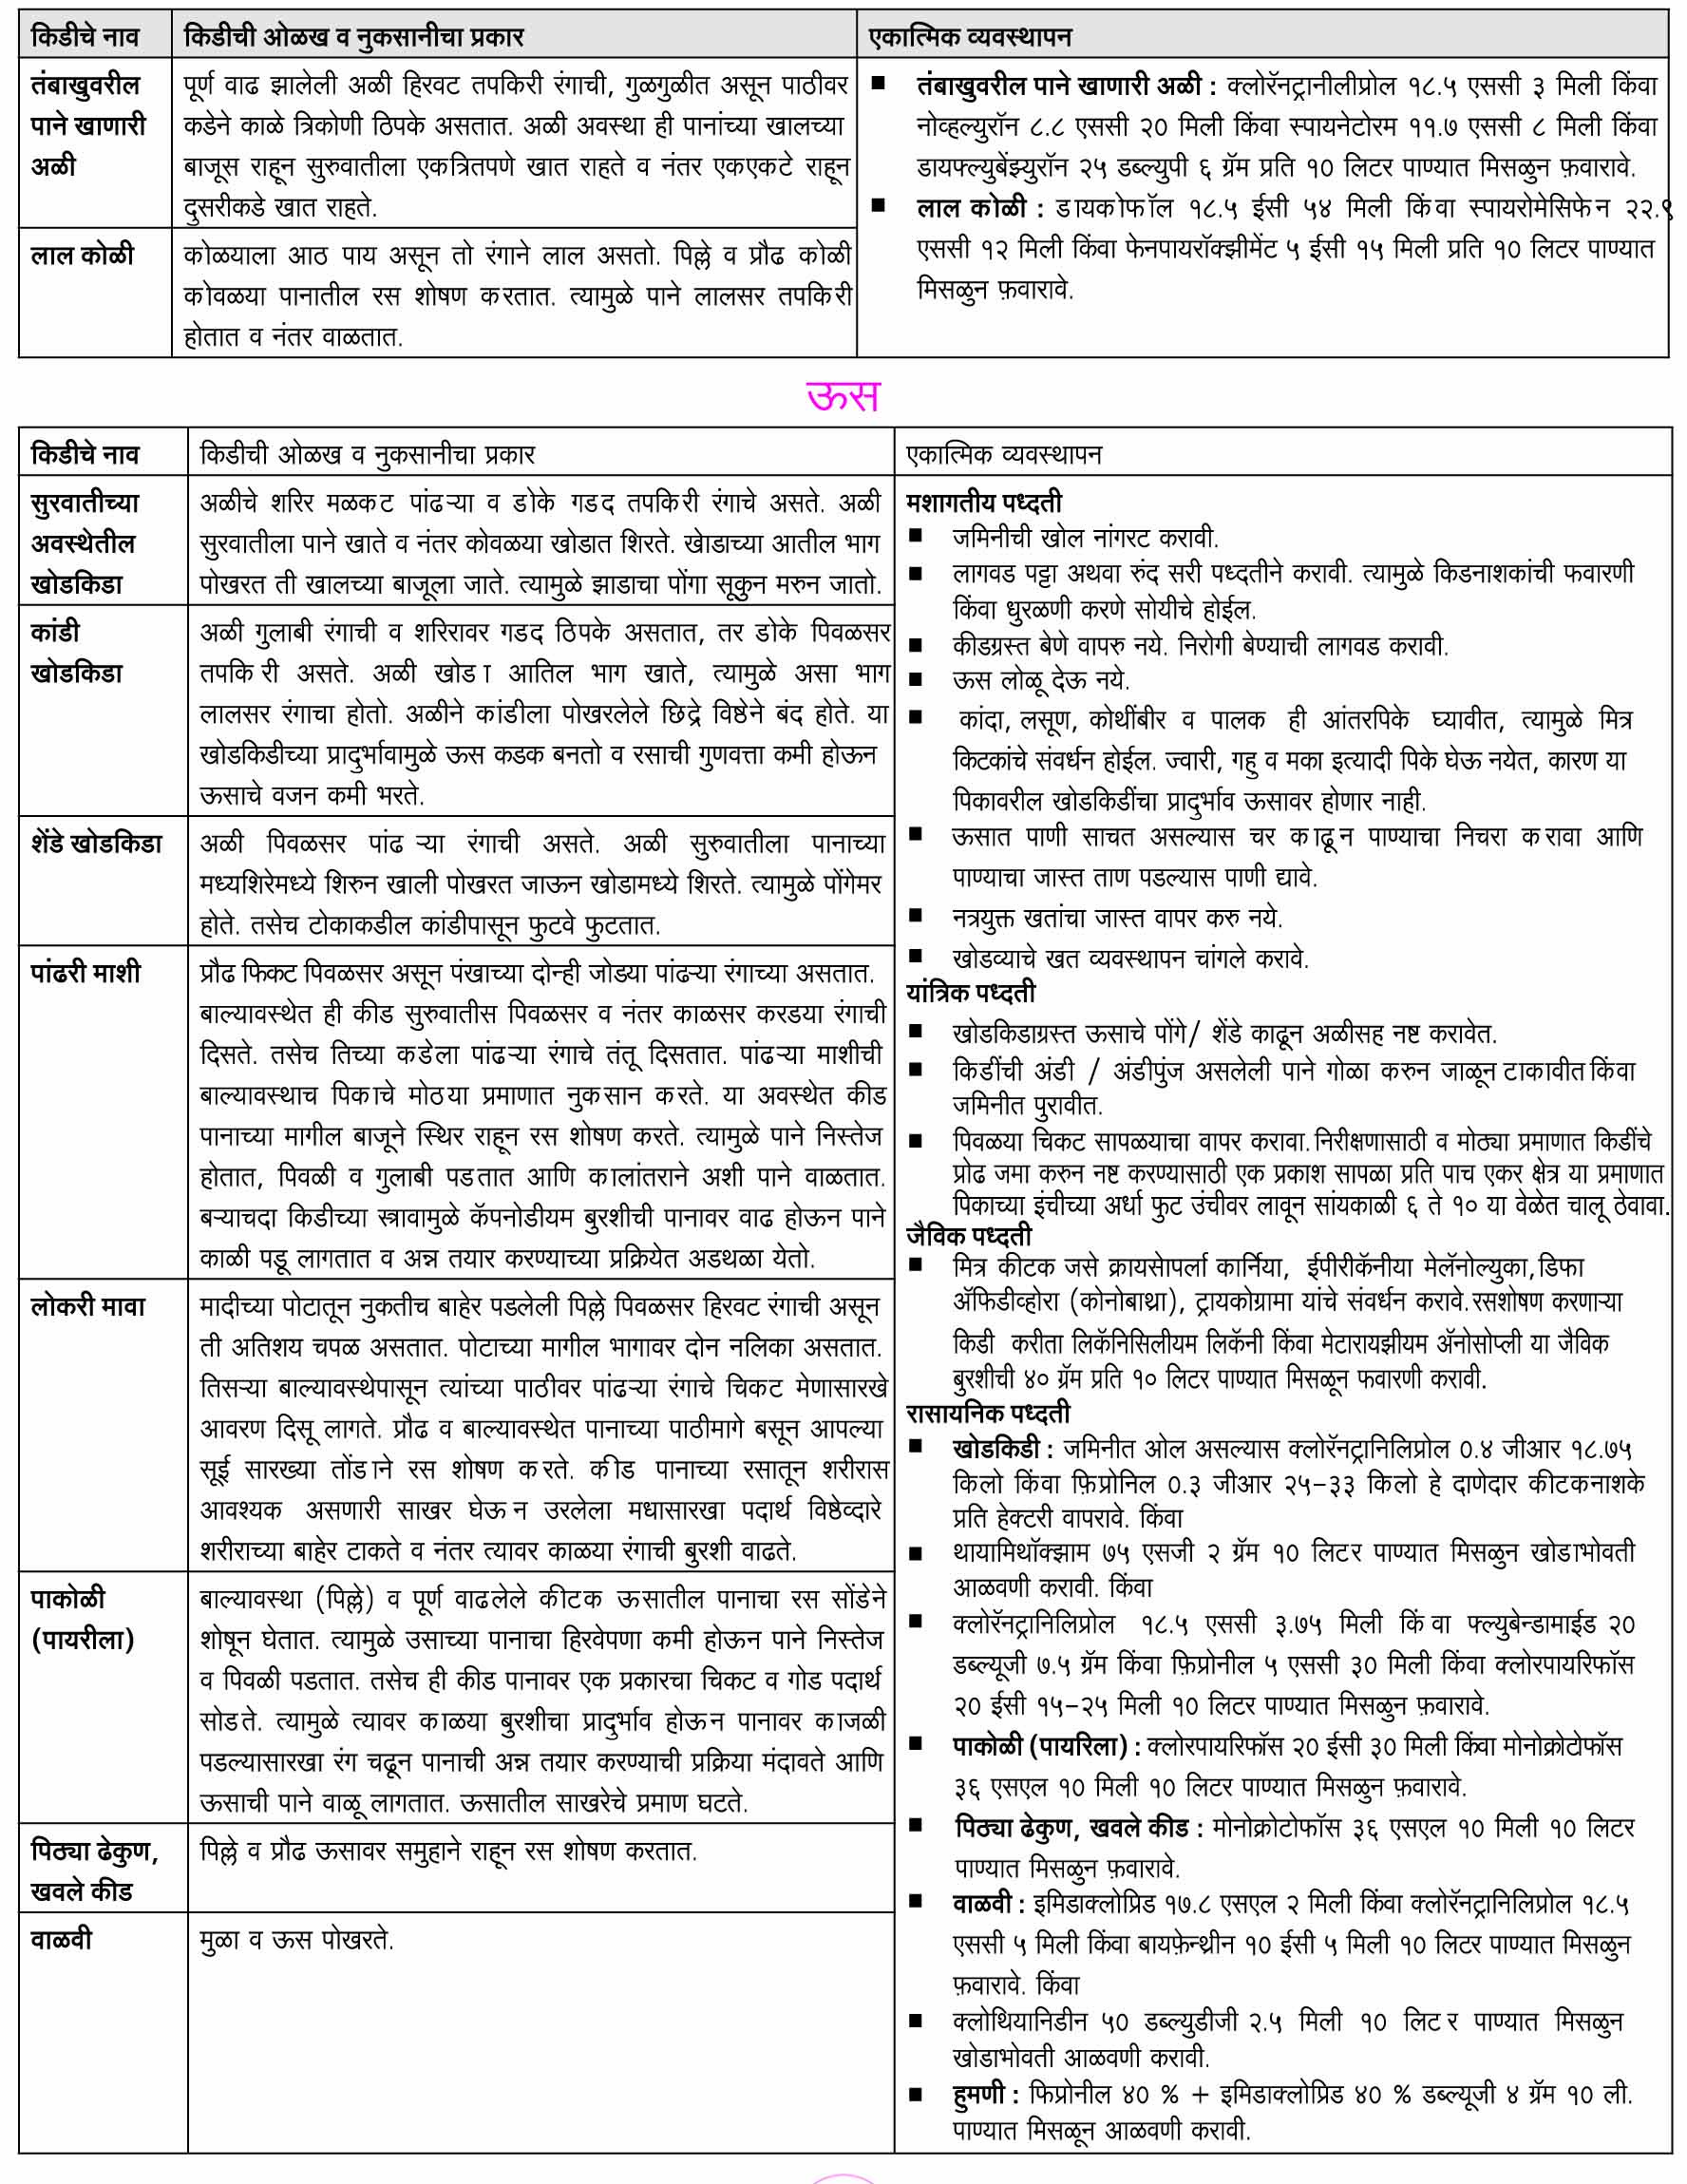 किडीचे नाव
किडीची ओळख व नुकसानीचा प्रकार
एकात्मिक व्यवस्थापन
तंबाखुवरील
पाने खाणारी
अळी
पूर्ण वाढ झालेली अळी हिरवट तपकिरी रंगाची, गुळगुळीत असून पाठीवर
कडेने काळे त्रिकोणी ठिपके असतात. अळी अवस्था ही पानांच्या खालच्या
बाजूस राहून सुरुवातीला एकत्रितपणे खात राहते व नंतर एकएकटे राहून
दुसरीकडे खात राहते.
लाल कोळी
कोळयाला आठ पाय असून तो रंगाने लाल असतो. पिल्ले व प्रौढ कोळी
कोवळया पानातील रस शोषण करतात. त्यामुळे पाने लालसर तपकिरी
होतात व नंतर वाळतात.
■ तंबाखुवरील पाने खाणारी अळी : क्लोरॅनट्रानीलीप्रोल १८.५ एससी ३ मिली किंवा
नोव्हल्युरॉन ८.८ एससी २० मिली किंवा स्पायनेटोरम ११.७ एससी ८ मिली किंवा
डायफ्ल्युबेंझ्युरॉन २५ डब्ल्युपी ६ ग्रॅम प्रति १० लिटर पाण्यात मिसळुन फ़वारावे.
■ लाल कोळी : डायकोफॉल १८.५ ईसी ५४ मिली किंवा स्पायरोमेसिफेन २२.९
एससी १२ मिली किंवा फेनपायरॉक्झीमेंट ५ ईसी १५ मिली प्रति १० लिटर पाण्यात
मिसळुन फ़वारावे.
ऊस
किडीचे नाव
किडीची ओळख व नुकसानीचा प्रकार
एकात्मिक व्यवस्थापन
सुरवातीच्या
अवस्थेतील
खोडकिडा
अळीचे शरिर मळकट पांढऱ्या व डोके गडद तपकिरी रंगाचे असते. अळी
सुरवातीला पाने खाते व नंतर कोवळया खोडात शिरते. खेाडाच्या आतील भाग
पोखरत ती खालच्या बाजूला जाते. त्यामुळे झाडाचा पोंगा सूकुन मरुन जातो.
कांडी
खोडकिडा
अळी गुलाबी रंगाची व शरिरावर गडद ठिपके असतात, तर डोके पिवळसर
तपकिरी असते. अळी खोडा आतिल भाग खाते, त्यामुळे असा भाग
लालसर रंगाचा होतो. अळीने कांडीला पोखरलेले छिद्रे विष्ठेने बंद होते. या
खोडकिडीच्या प्रादुर्भावामुळे ऊस कडक बनतो व रसाची गुणवत्ता कमी होऊन
ऊसाचे वजन कमी भरते.
शेंडे खोडकिडा
अळी पिवळसर पांढऱ्या रंगाची असते. अळी सुरुवातीला पानाच्या
मध्यशिरेमध्ये शिरुन खाली पोखरत जाऊन खोडामध्ये शिरते. त्यामुळे पोंगेमर
होते. तसेच टोकाकडील कांडीपासून फुटवे फुटतात.
पांढरी माशी
प्रौढ फिकट पिवळसर असून पंखाच्या दोन्ही जोड्या पांढऱ्या रंगाच्या असतात.
बाल्यावस्थेत ही कीड सुरुवातीस पिवळसर व नंतर काळसर करडया रंगाची
दिसते. तसेच तिच्या कडेला पांढऱ्या रंगाचे तंतू दिसतात. पांढऱ्या माशीची
बाल्यावस्थाच पिकाचे मोठया प्रमाणात नुकसान करते. या अवस्थेत कीड
पानाच्या मागील बाजूने स्थिर राहून रस शोषण करते. त्यामुळे पाने निस्तेज
होतात, पिवळी व गुलाबी पडतात आणि कालांतराने अशी पाने वाळतात.
बऱ्याचदा किडीच्या स्त्रावामुळे कॅपनोडीयम बुरशीची पानावर वाढ होऊन पाने
काळी पडू लागतात व अन्न तयार करण्याच्या प्रक्रियेत अडथळा येतो.
लोकरी मावा
मादीच्या पोटातून नुकतीच बाहेर पडलेली पिल्ले पिवळसर हिरवट रंगाची असून
ती अतिशय चपळ असतात. पोटाच्या मागील भागावर दोन नलिका असतात.
तिसऱ्या बाल्यावस्थेपासून त्यांच्या पाठीवर पांढऱ्या रंगाचे चिकट मेणासारखे
आवरण दिसू लागते. प्रौढ व बाल्यावस्थेत पानाच्या पाठीमागे बसून आपल्या
सूई सारख्या तोंडाने रस शोषण करते. कीड पानाच्या रसातून शरीरास
आवश्यक असणारी साखर घेऊन उरलेला मधासारखा पदार्थ विष्ठेव्दारे
शरीराच्या बाहेर टाकते व नंतर त्यावर काळया रंगाची बुरशी वाढते.
पाकोळी
(पायरीला)
बाल्यावस्था (पिल्ले) व पूर्ण वाढलेले कीटक ऊसातील पानाचा रस सोंडेने
शोषून घेतात. त्यामुळे उसाच्या पानाचा हिरवेपणा कमी होऊन पाने निस्तेज
व पिवळी पडतात. तसेच ही कीड पानावर एक प्रकारचा चिकट व गोड पदार्थ
सोडते. त्यामुळे त्यावर काळया बुरशीचा प्रादुर्भाव होऊन पानावर काजळी
पडल्यासारखा रंग चढून पानाची अन्न तयार करण्याची प्रक्रिया मंदावते आणि
ऊसाची पाने वाळू लागतात. ऊसातील साखरेचे प्रमाण घटते.
पिठ्या ढेकुण,
खवले कीड
पिल्ले व प्रौढ ऊसावर समुहाने राहून रस शोषण करतात.
वाळवी
मुळा व ऊस पोखरते.
मशागतीय पध्दती
■ जमिनीची खोल नांगरट करावी.
■ लागवड पट्टा अथवा रुंद सरी पध्दतीने करावी. त्यामुळे किडनाशकांची फवारणी
किंवा धुरळणी करणे सोयीचे होईल.
■ कीडग्रस्त बेणे वापरु नये. निरोगी बेण्याची लागवड करावी.
■ ऊस लोळू देऊ नये.
■ कांदा, लसूण, कोथींबीर व पालक ही आंतरपिके घ्यावीत, त्यामुळे मित्र
किटकांचे संवर्धन होईल. ज्वारी, गहु व मका इत्यादी पिके घेऊ नयेत, कारण या
पिकावरील खोडकिडींचा प्रादुर्भाव ऊसावर होणार नाही.
■ ऊसात पाणी साचत असल्यास चर काढून पाण्याचा निचरा करावा आणि
पाण्याचा जास्त ताण पडल्यास पाणी द्यावे.
■ नत्रयुक्त खतांचा जास्त वापर करु नये.
■ खोडव्याचे खत व्यवस्थापन चांगले करावे.
यांत्रिक पध्दती
■ खोडकिडाग्रस्त ऊसाचे पोंगे/ शेंडे काढून अळीसह नष्ट करावेत.
■ किडींची अंडी / अंडीपुंज असलेली पाने गोळा करुन जाळून टाकावीत किंवा
जमिनीत पुरावीत.
■ पिवळया चिकट सापळयाचा वापर करावा. निरीक्षणासाठी व मोठ्या प्रमाणात किडींचे
प्रोढ जमा करुन नष्ट करण्यासाठी एक प्रकाश सापळा प्रति पाच एकर क्षेत्र या प्रमाणात
पिकाच्या इंचीच्या अर्धा फुट उंचीवर लावून सांयकाळी ६ ते १० या वेळेत चालू ठेवावा.
जैविक पध्दती
■ मित्र कीटक जसे क्रायसेापर्ला कार्निया, ईपीरीकॅनीया मेलॅनोल्युका, डिफा
ॲफिडीव्होरा (कोनोबाथ्रा), ट्रायकोग्रामा यांचे संवर्धन करावे. रसशोषण करणाऱ्या
किडी करीता लिकॅनिसिलीयम लिकॅनी किंवा मेटारायझीयम ॲनोसोप्ली या जैविक
बुरशीची ४० ग्रॅम प्रति १० लिटर पाण्यात मिसळून फवारणी करावी.
रासायनिक पध्दती
■ खोडकिडी : जमिनीत ओल असल्यास क्लोरॅनट्रानिलिप्रोल ०.४ जीआर १८.७५
किलो किंवा फ़िप्रोनिल ०.३ जीआर २५–३३ किलो हे दाणेदार कीटकनाशके
प्रति हेक्टरी वापरावे. किंवा
■ थायामिथॉक्झाम ७५ एसजी २ ग्रॅम १० लिटर पाण्यात मिसळुन खोडाभोवती
आळवणी करावी. किंवा
■ क्लोरॅनट्रानिलिप्रोल १८.५ एससी ३.७५ मिली किंवा फ्ल्युबेन्डामाईड २०
डब्ल्यूजी ७.५ ग्रॅम किंवा फ़िप्रोनील ५ एससी ३० मिली किंवा क्लोरपायरिफॉस
२० ईसी १५–२५ मिली १० लिटर पाण्यात मिसळुन फ़वारावे.
■ पाकोळी (पायरिला) : क्लोरपायरिफॉस २० ईसी ३० मिली किंवा मोनोक्रोटोफॉस
३६ एसएल १० मिली १० लिटर पाण्यात मिसळुन फ़वारावे.
■ पिठ्या ढेकुण, खवले कीड : मोनोक्रोटोफॉस ३६ एसएल १० मिली १० लिटर
पाण्यात मिसळुन फ़वारावे.
■ वाळवी : इमिडाक्लोप्रिड १७.८ एसएल २ मिली किंवा क्लोरॅनट्रानिलिप्रोल १८.५
एससी ५ मिली किंवा बायफ़ेन्थ्रीन १० ईसी ५ मिली १० लिटर पाण्यात मिसळुन
फ़वारावे. किंवा
■ क्लोथियानिडीन ५० डब्ल्युडीजी २.५ मिली १० लिटर पाण्यात मिसळुन
खोडाभोवती आळवणी करावी.
■ हुमणी : फिप्रोनील ४० % + इमिडाक्लोप्रिड ४० % डब्ल्यूजी ४ ग्रॅम १० ली.
पाण्यात मिसळून आळवणी करावी.